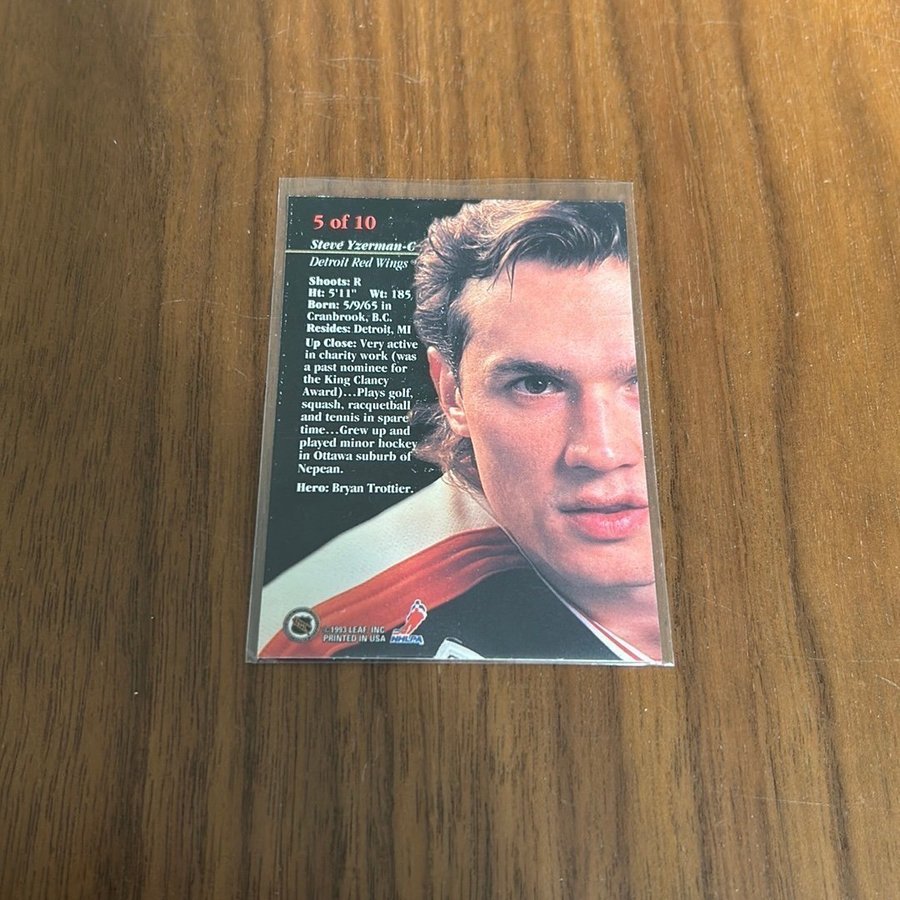 5 of 10
Steve Yzerman-C
Detroit Red Wings
Shoots: R
Ht: 5'11" Wt: 185
Born: 5/9/65 in
Cranbrook, B.C.
Resides: Detroit, MI
Up Close: Very active
in charity work (was
a past nominee for
the King Clancy
Award)...Plays golf,
squash, racquetball
and tennis in spare
time...Grew up and
played minor hockey
in Ottawa suburb of
Nepean.
Hero: Bryan Trottier.
©1993 LEAF, INC.
PRINTED IN USA
NHLPA